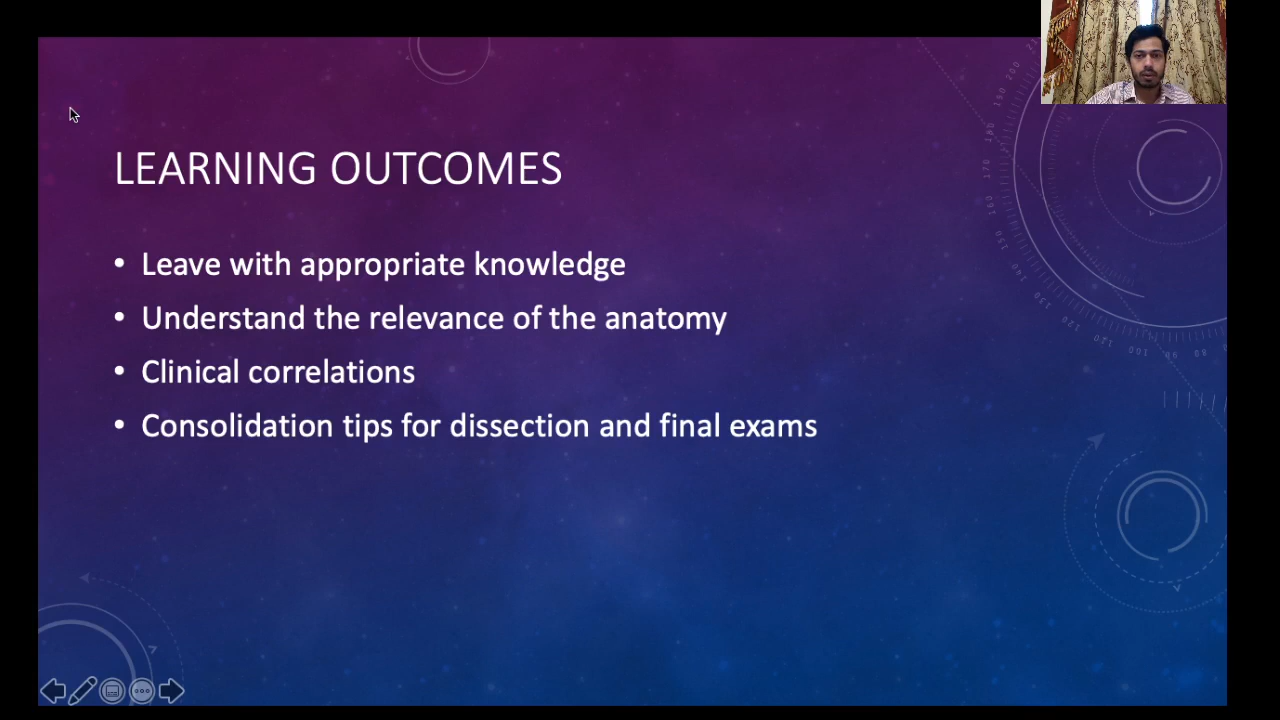 LEARNING OUTCOMES
• Leave with appropriate knowledge
• Understand the relevance of the anatomy
• Clinical correlations
• Consolidation tips for dissection and final exams